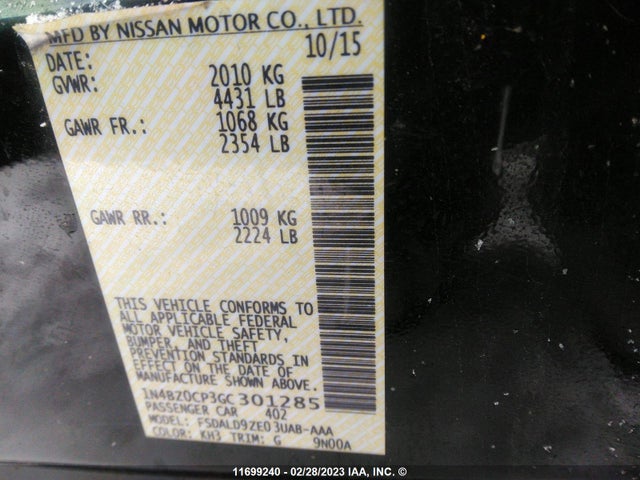 MFD BY NISSAN MOTOR CO., LTD.
DATE: 10/15
GVWR: 2010 KG
4431 LB
GAWR FR.: 1068 KG
2354 LB
GAWR RR.: 1009 KG
2224 LB
THIS VEHICLE CONFORMS TO
ALL APPLICABLE FEDERAL
MOTOR VEHICLE SAFETY,
BUMPER, AND THEFT
PREVENTION STANDARDS IN
EFFECT ON THE DATE OF
MANUFACTURE SHOWN ABOVE.
1N4BZ0CP3GC301285
PASSENGER CAR 402
MODEL: FSDALD9ZE03UAB-AAA
COLOR: KH3 TRIM: G 9N00A
11699240 - 02/28/2023 IAA, INC. ©